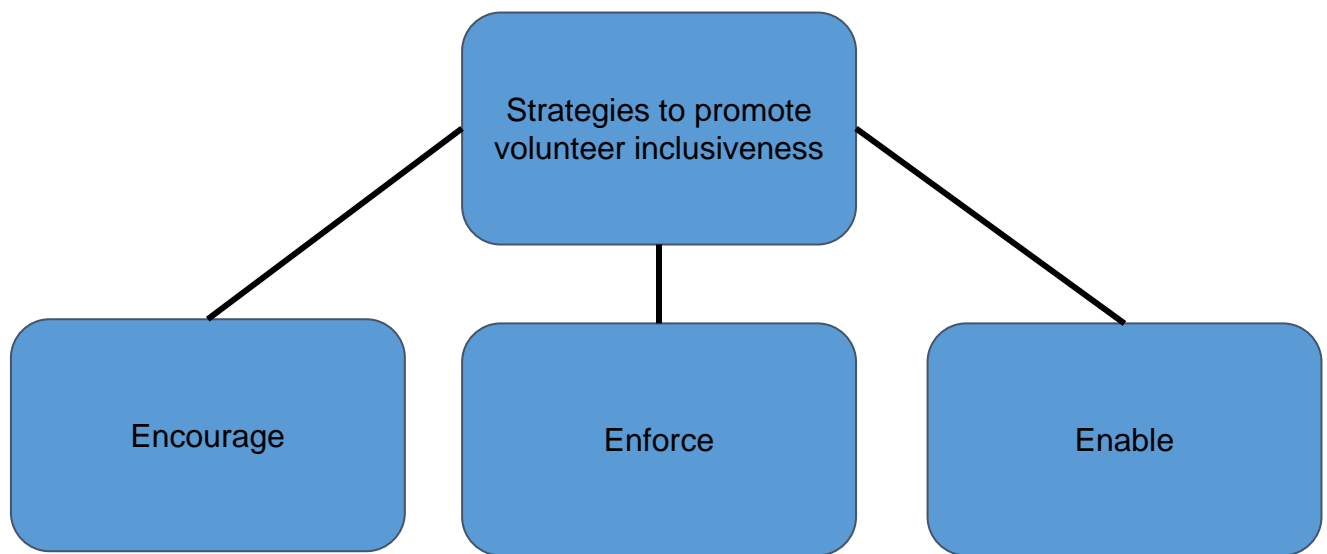 Strategies to promote
volunteer inclusiveness
Encourage
Enforce
Enable